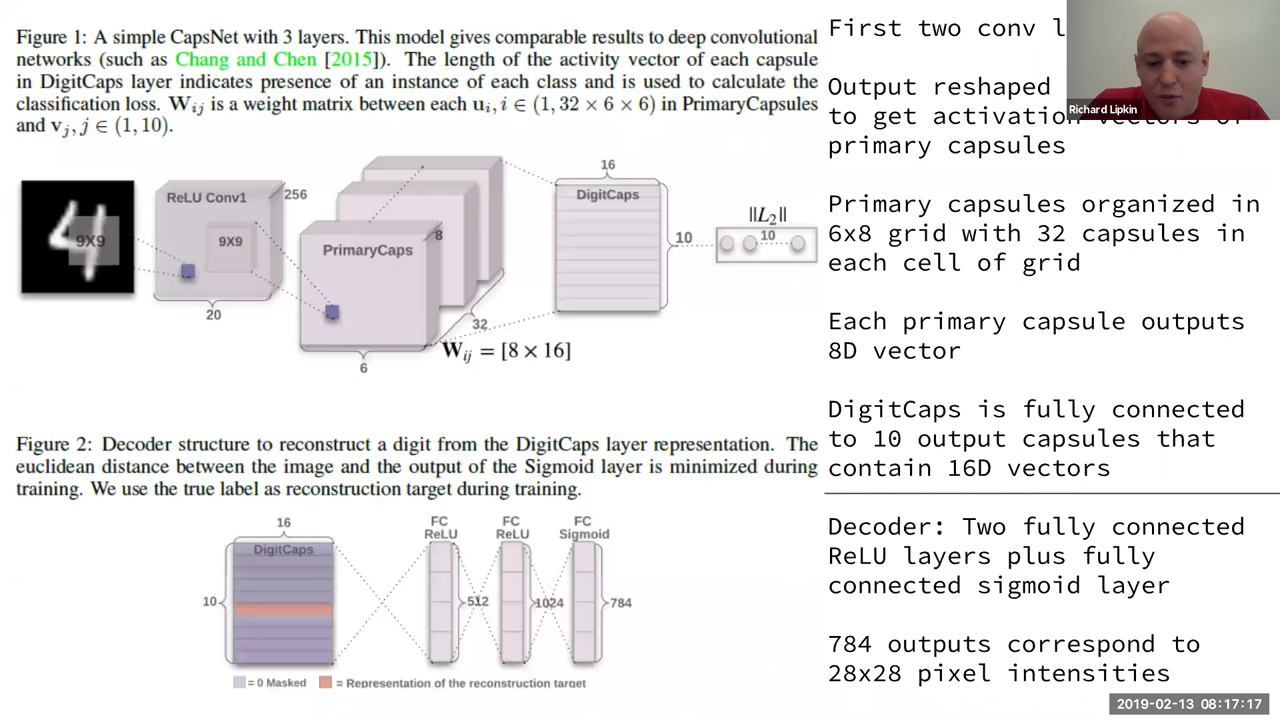 Figure 1: A simple CapsNet with 3 layers. This model gives comparable results to deep convolutional
networks (such as Chang and Chen [2015]). The length of the activity vector of each capsule
in DigitCaps layer indicates presence of an instance of each class and is used to calculate the
classification loss. W_ij is a weight matrix between each u_i, i ∈ (1, 32 × 6 × 6) in PrimaryCapsules
and v_j, j ∈ (1, 10).
9X9
ReLU Conv1
256
9X9
20
PrimaryCaps
8
32
6
W_ij = [8 × 16]
16
DigitCaps
10
||L_2||
10
Figure 2: Decoder structure to reconstruct a digit from the DigitCaps layer representation. The
euclidean distance between the image and the output of the Sigmoid layer is minimized during
training. We use the true label as reconstruction target during training.
16
DigitCaps
10
FC
ReLU
512
FC
ReLU
1024
FC
Sigmoid
784
= 0 Masked
= Representation of the reconstruction target
First two conv l
Output reshaped
to get activation vectors of
primary capsules
Primary capsules organized in
6x8 grid with 32 capsules in
each cell of grid
Each primary capsule outputs
8D vector
DigitCaps is fully connected
to 10 output capsules that
contain 16D vectors
Decoder: Two fully connected
ReLU layers plus fully
connected sigmoid layer
784 outputs correspond to
28x28 pixel intensities
Richard Lipkin
2019-02-13 08:17:17